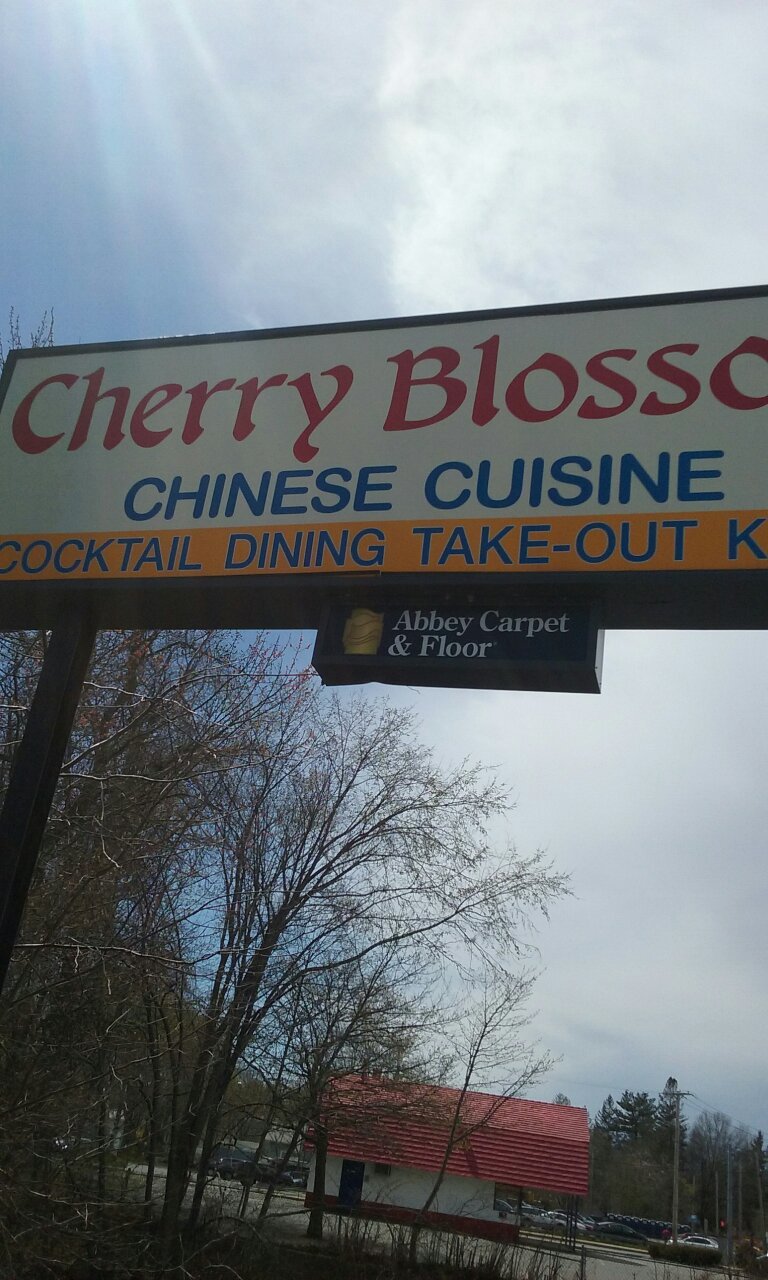 Cherry Blosso
CHINESE CUISINE
COCKTAIL DINING TAKE-OUT K
Abbey Carpet
& Floor